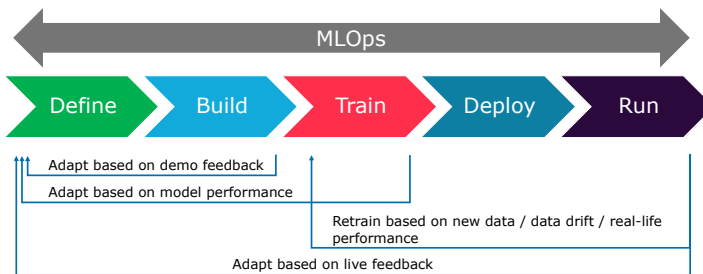 MLOps
Define
Build
Train
Deploy
Run
Adapt based on demo feedback
Adapt based on model performance
Retrain based on new data / data drift / real-life
performance
Adapt based on live feedback